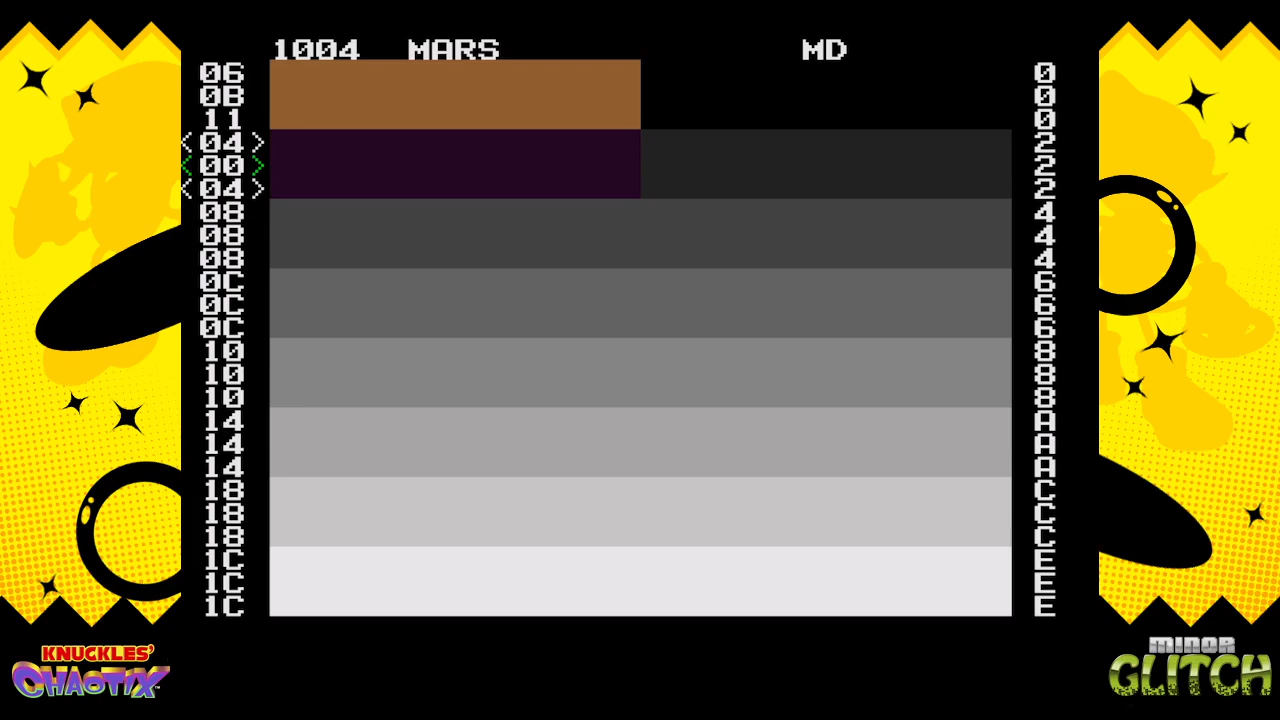 1004 MARS MD
06 0
0B 0
11 0
<04> 2
<00> 2
<04> 2
08 4
08 4
08 4
0C 6
0C 6
0C 6
10 8
10 8
10 8
14 A
14 A
14 A
18 C
18 C
18 C
1C E
1C E
1C E
KNUCKLES'
CHAOTIX™
MINOR
GLITCH